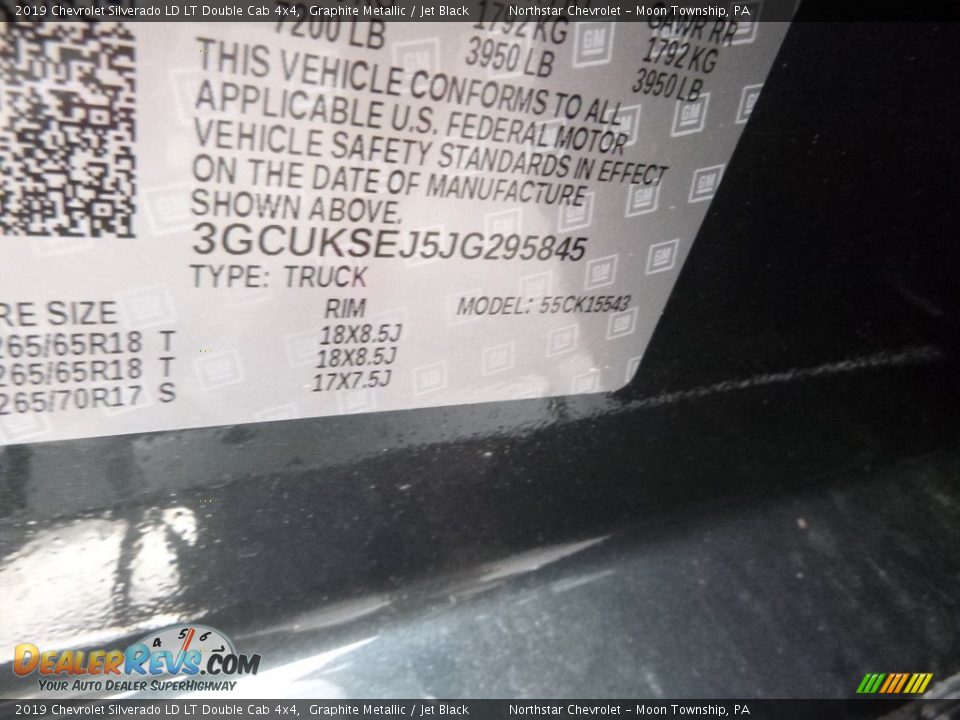 2019 Chevrolet Silverado LD LT Double Cab 4x4, Graphite Metallic / Jet Black Northstar Chevrolet - Moon Township, PA
7200 LB 1792 KG GAWR RR
3950 LB 1792 KG
3950 LB
THIS VEHICLE CONFORMS TO ALL
APPLICABLE U.S. FEDERAL MOTOR
VEHICLE SAFETY STANDARDS IN EFFECT
ON THE DATE OF MANUFACTURE
SHOWN ABOVE.
3GCUKSEJ5JG295845
TYPE: TRUCK
RE SIZE RIM MODEL: 55CK15543
265/65R18 T 18X8.5J
265/65R18 T 18X8.5J
265/70R17 S 17X7.5J
GM
4 5 6
DealerRevs.com
Your Auto Dealer SuperHighway
2019 Chevrolet Silverado LD LT Double Cab 4x4, Graphite Metallic / Jet Black Northstar Chevrolet - Moon Township, PA